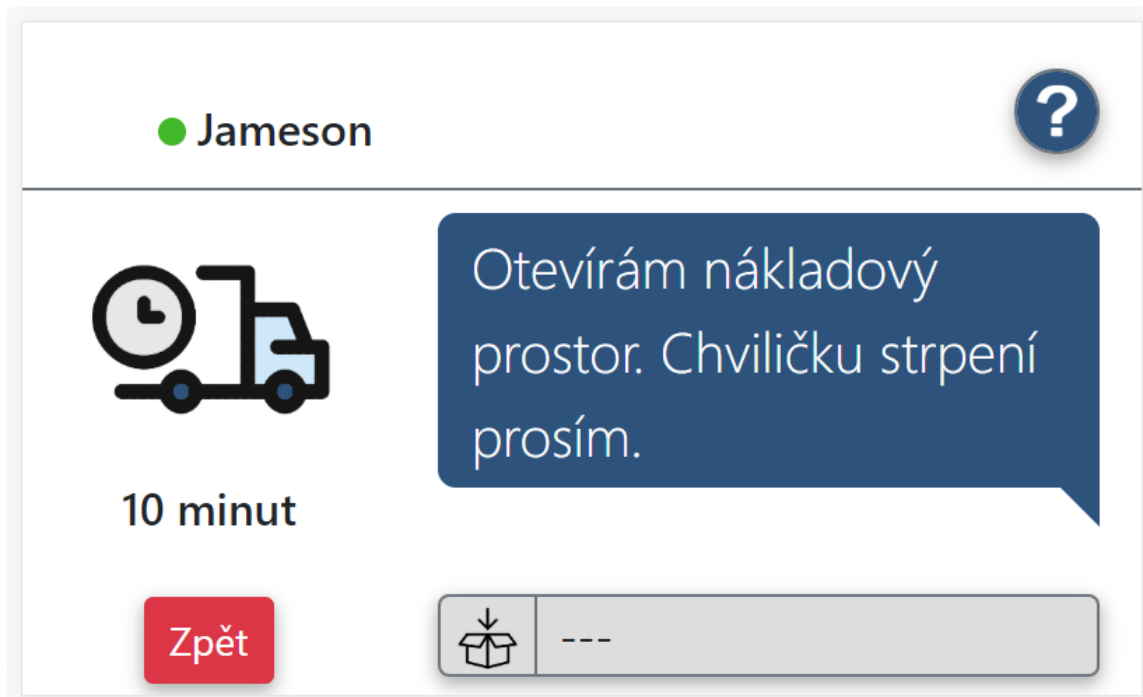 Jameson
?
Otevírám nákladový
prostor. Chviličku strpení
prosím.
10 minut
Zpět
---